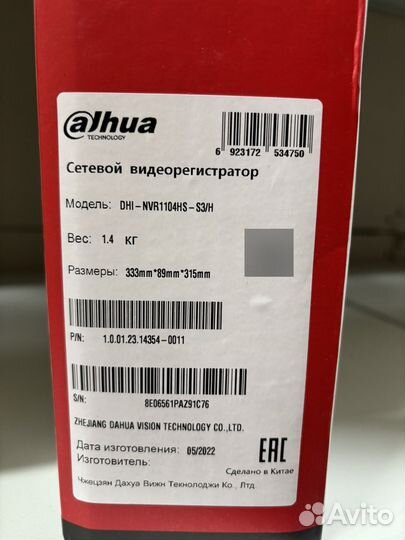 alhua
TECHNOLOGY
6 923172 534750
Сетевой видеорегистратор
Модель: DHI-NVR1104HS-S3/H
Вес: 1.4 КГ
Размеры: 333mm*89mm*315mm
P/N: 1.0.01.23.14354-0011
S/N: 8E06561PAZ91C76
ZHEJIANG DAHUA VISION TECHNOLOGY CO.,LTD.
Дата изготовления: 05/2022
Изготовитель:
EAC
Сделано в Китае
Чжецзян Дахуа Вижн Текнолоджи Ко., Лтд.
Avito